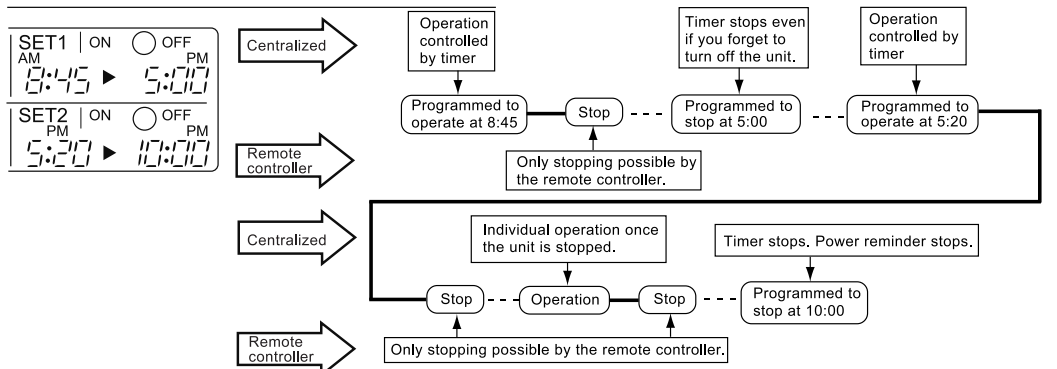 SET1 ON OFF
AM PM
8:45 ▶ 5:00
SET2 ON OFF
PM PM
5:20 ▶ 10:00
Centralized
Operation
controlled
by timer
Timer stops even
if you forget to
turn off the unit.
Operation
controlled by
timer
Programmed to
operate at 8:45
Stop
Programmed to
stop at 5:00
Programmed to
operate at 5:20
Remote
controller
Only stopping possible by
the remote controller.
Centralized
Individual operation once
the unit is stopped.
Timer stops. Power reminder stops.
Stop
Operation
Stop
Programmed to
stop at 10:00
Remote
controller
Only stopping possible by the remote controller.